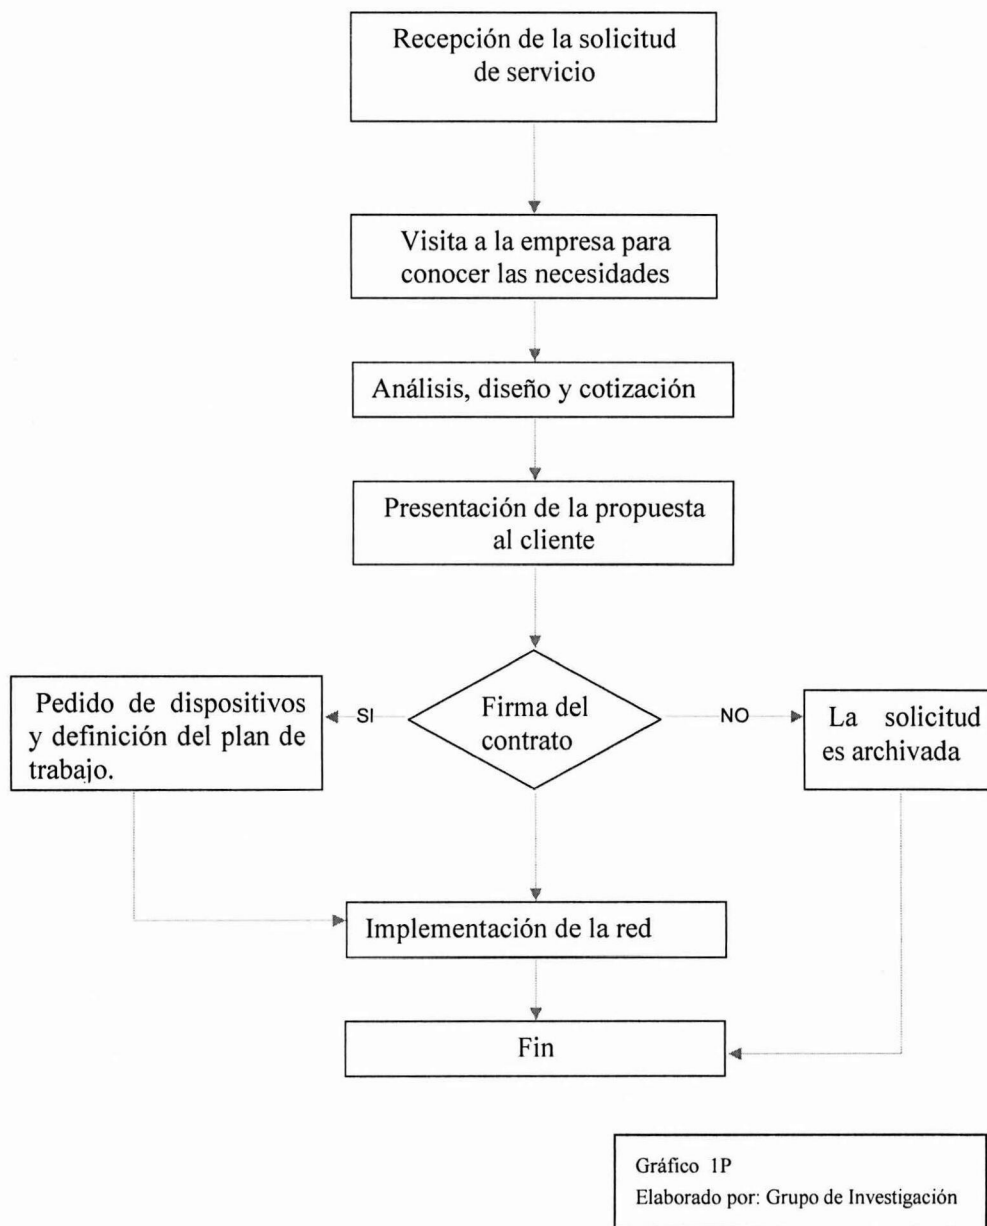 Recepción de la solicitud
de servicio
Visita a la empresa para
conocer las necesidades
Análisis, diseño y cotización
Presentación de la propuesta
al cliente
Pedido de dispositivos
y definición del plan de
trabajo.
SI
Firma del
contrato
NO
La solicitud
es archivada
Implementación de la red
Fin
Gráfico 1P
Elaborado por: Grupo de Investigación